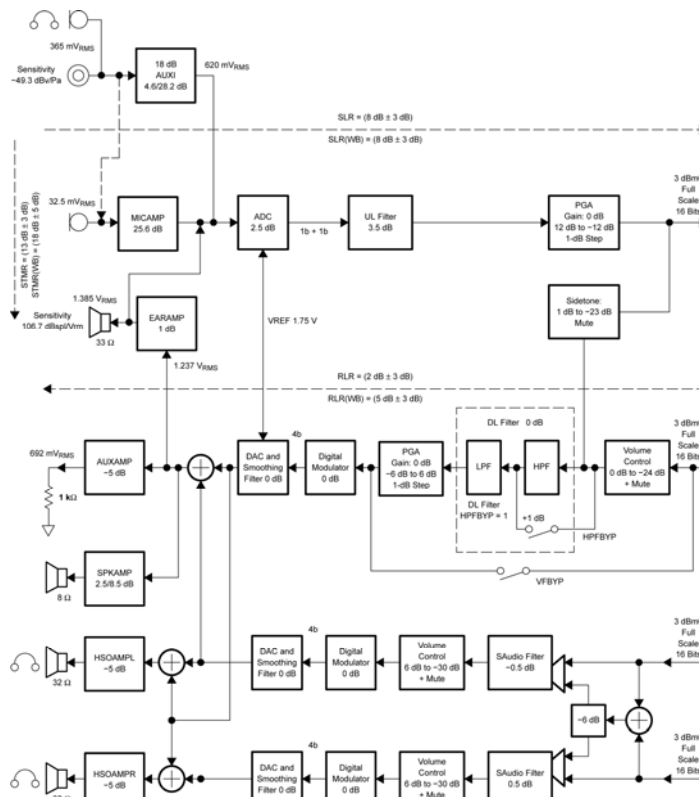 365 mVRMS
Sensitivity
−49.3 dBv/Pa
18 dB
AUXI
4.6/28.2 dB
620 mVRMS
SLR = (8 dB ± 3 dB)
SLR(WB) = (8 dB ± 3 dB)
STMR = (13 dB ± 3 dB)
STMR(WB) = (18 dB ± 5 dB)
32.5 mVRMS
MICAMP
25.6 dB
ADC
2.5 dB
1b + 1b
UL Filter
3.5 dB
PGA
Gain: 0 dB
12 dB to −12 dB
1-dB Step
3 dBm
Full
Scale
16 Bits
1.385 VRMS
Sensitivity
106.7 dBspl/Vrm
33 Ω
EARAMP
1 dB
1.237 VRMS
VREF 1.75 V
Sidetone:
1 dB to −23 dB
Mute
RLR = (2 dB ± 3 dB)
RLR(WB) = (5 dB ± 3 dB)
692 mVRMS
1 kΩ
AUXAMP
−5 dB
DAC and
Smoothing
Filter 0 dB
4b
Digital
Modulator
0 dB
PGA
Gain: 0 dB
−6 dB to 6 dB
1-dB Step
DL Filter 0 dB
LPF
HPF
DL Filter
HPFBYP = 1
+1 dB
HPFBYP
Volume
Control
0 dB to −24 dB
+ Mute
3 dBm
Full
Scale
16 Bits
VFBYP
SPKAMP
2.5/8.5 dB
8 Ω
HSOAMPL
−5 dB
32 Ω
DAC and
Smoothing
Filter 0 dB
4b
Digital
Modulator
0 dB
Volume
Control
6 dB to −30 dB
+ Mute
SAudio Filter
−0.5 dB
3 dBm
Full
Scale
16 Bits
−6 dB
HSOAMPR
−5 dB
DAC and
Smoothing
Filter 0 dB
4b
Digital
Modulator
0 dB
Volume
Control
6 dB to −30 dB
+ Mute
SAudio Filter
0.5 dB
3 dBm
Full
Scale
16 Bits